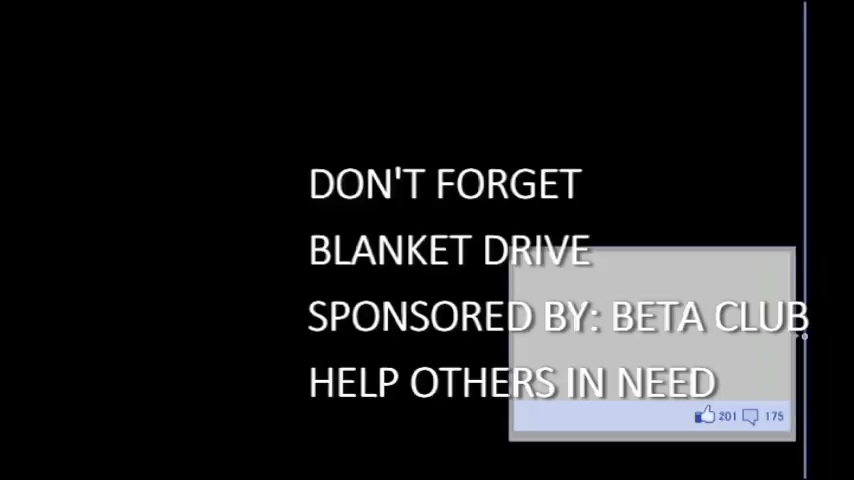 DON'T FORGET
BLANKET DRIVE
SPONSORED BY: BETA CLUB
HELP OTHERS IN NEED
201 175